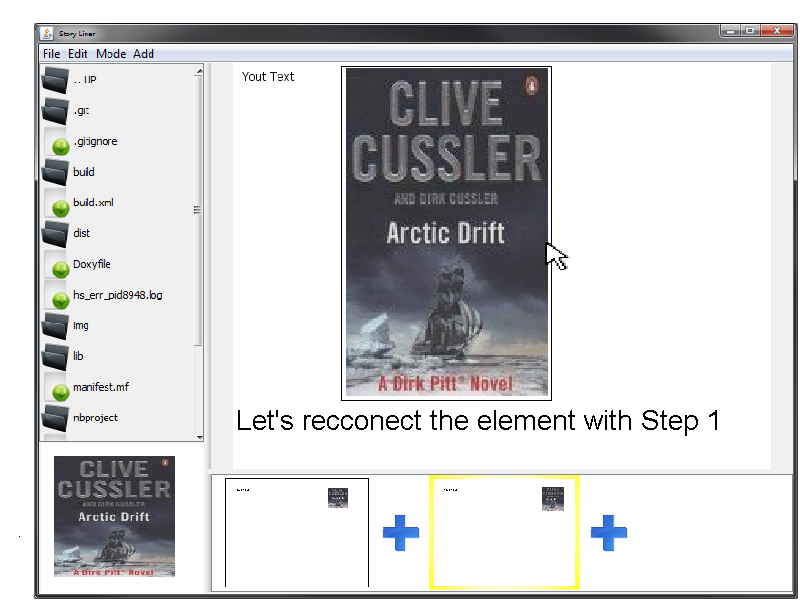 Story Liner
File Edit Mode Add
.. UP
.git
.gitignore
build
build.xml
dist
Doxyfile
hs_err_pid8948.log
img
lib
manifest.mf
nbproject
Yout Text
CLIVE
CUSSLER
AND DIRK CUSSLER
Arctic Drift
A Dirk Pitt® Novel
Let's recconect the element with Step 1
CLIVE
CUSSLER
AND DIRK CUSSLER
Arctic Drift
A Dirk Pitt® Novel